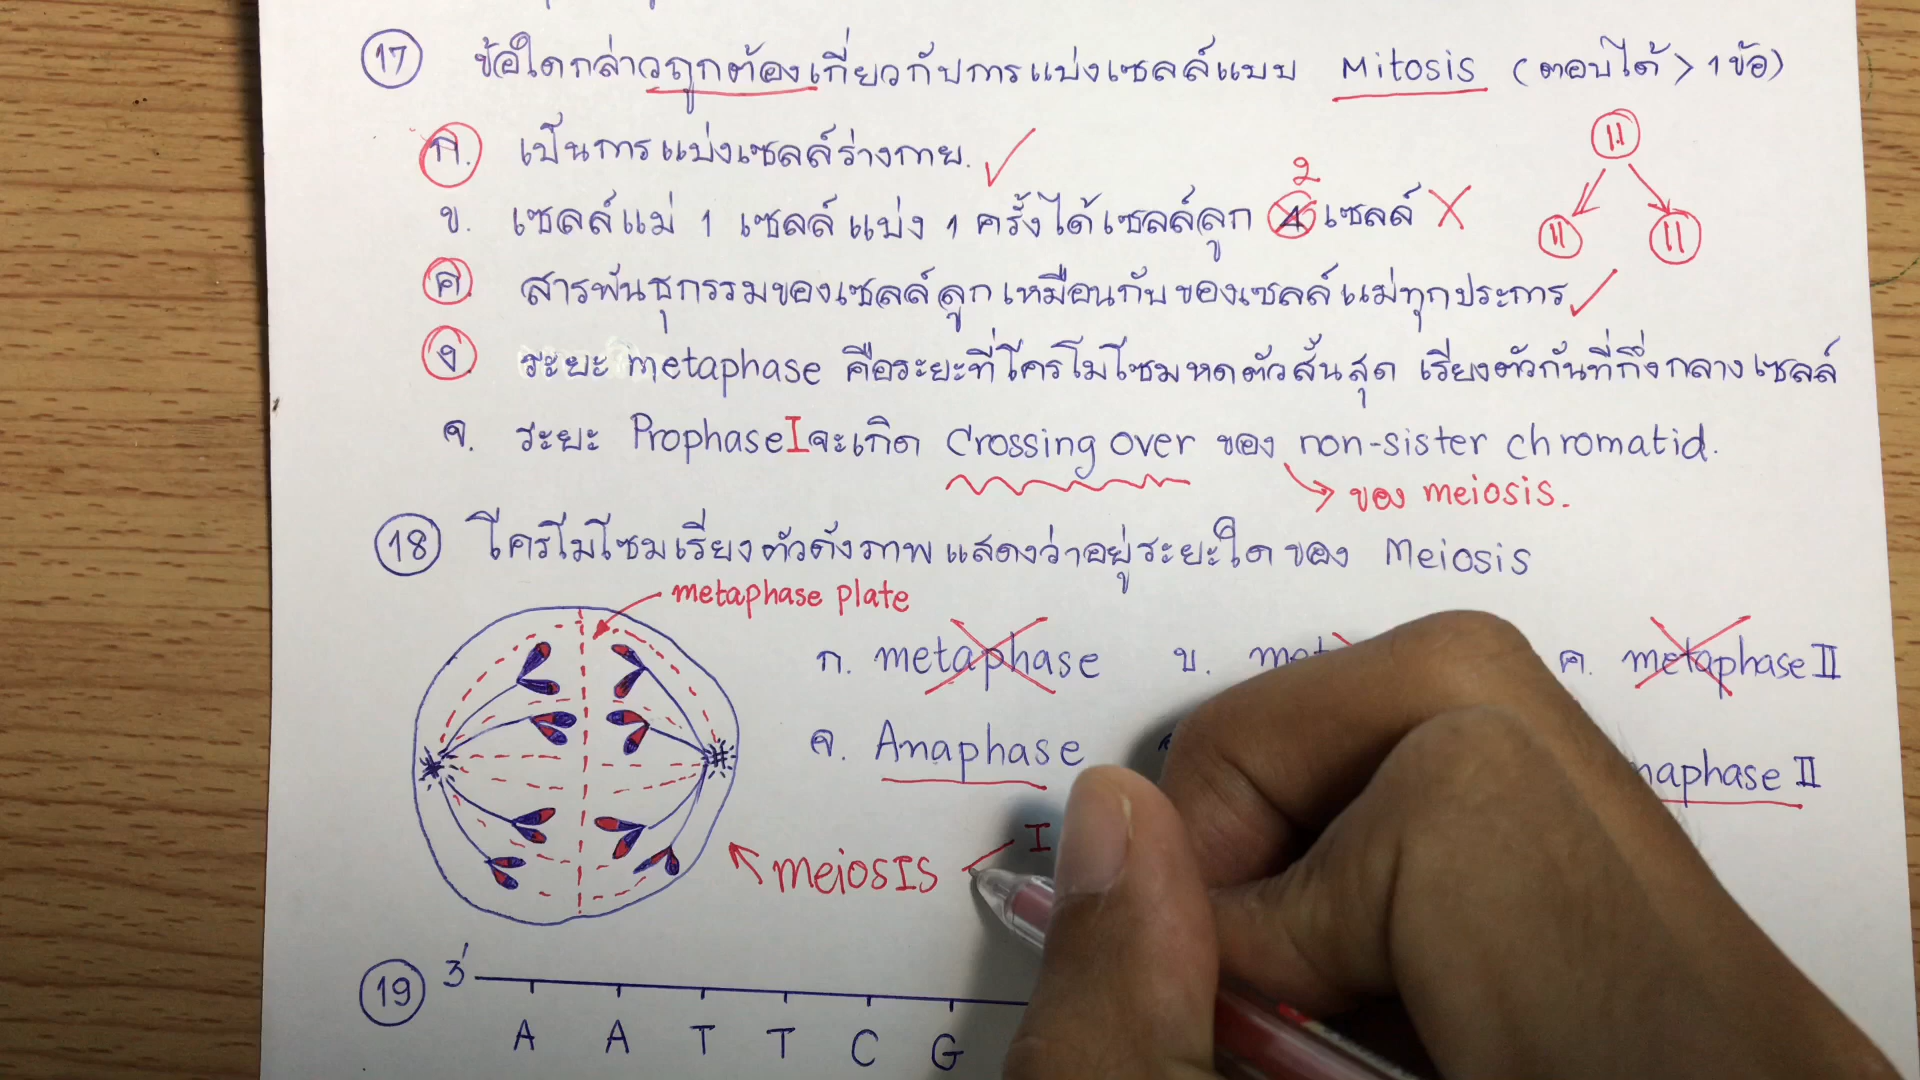 17 ข้อใดกล่าวถูกต้องเกี่ยวกับการแบ่งเซลล์แบบ Mitosis (ตอบได้ > 1 ข้อ)
ก. เป็นการแบ่งเซลล์ร่างกาย.
2
ข. เซลล์แม่ 1 เซลล์ แบ่ง 1 ครั้งได้เซลล์ลูก 4 เซลล์
ค. สารพันธุกรรมของเซลล์ลูกเหมือนกับของเซลล์แม่ทุกประการ
ง. ระยะ metaphase คือระยะที่โครโมโซมหดตัวสั้นสุด เรียงตัวกันที่กึ่งกลางเซลล์
จ. ระยะ Prophase I จะเกิด Crossing over ของ non-sister chromatid.
ของ meiosis.
18 โครโมโซมเรียงตัวดังภาพแสดงว่าอยู่ระยะใดของ Meiosis
metaphase plate
ก. metaphase ข. ค. metaphase II
จ. Anaphase
meiosis I
19 3'
A A T T C G